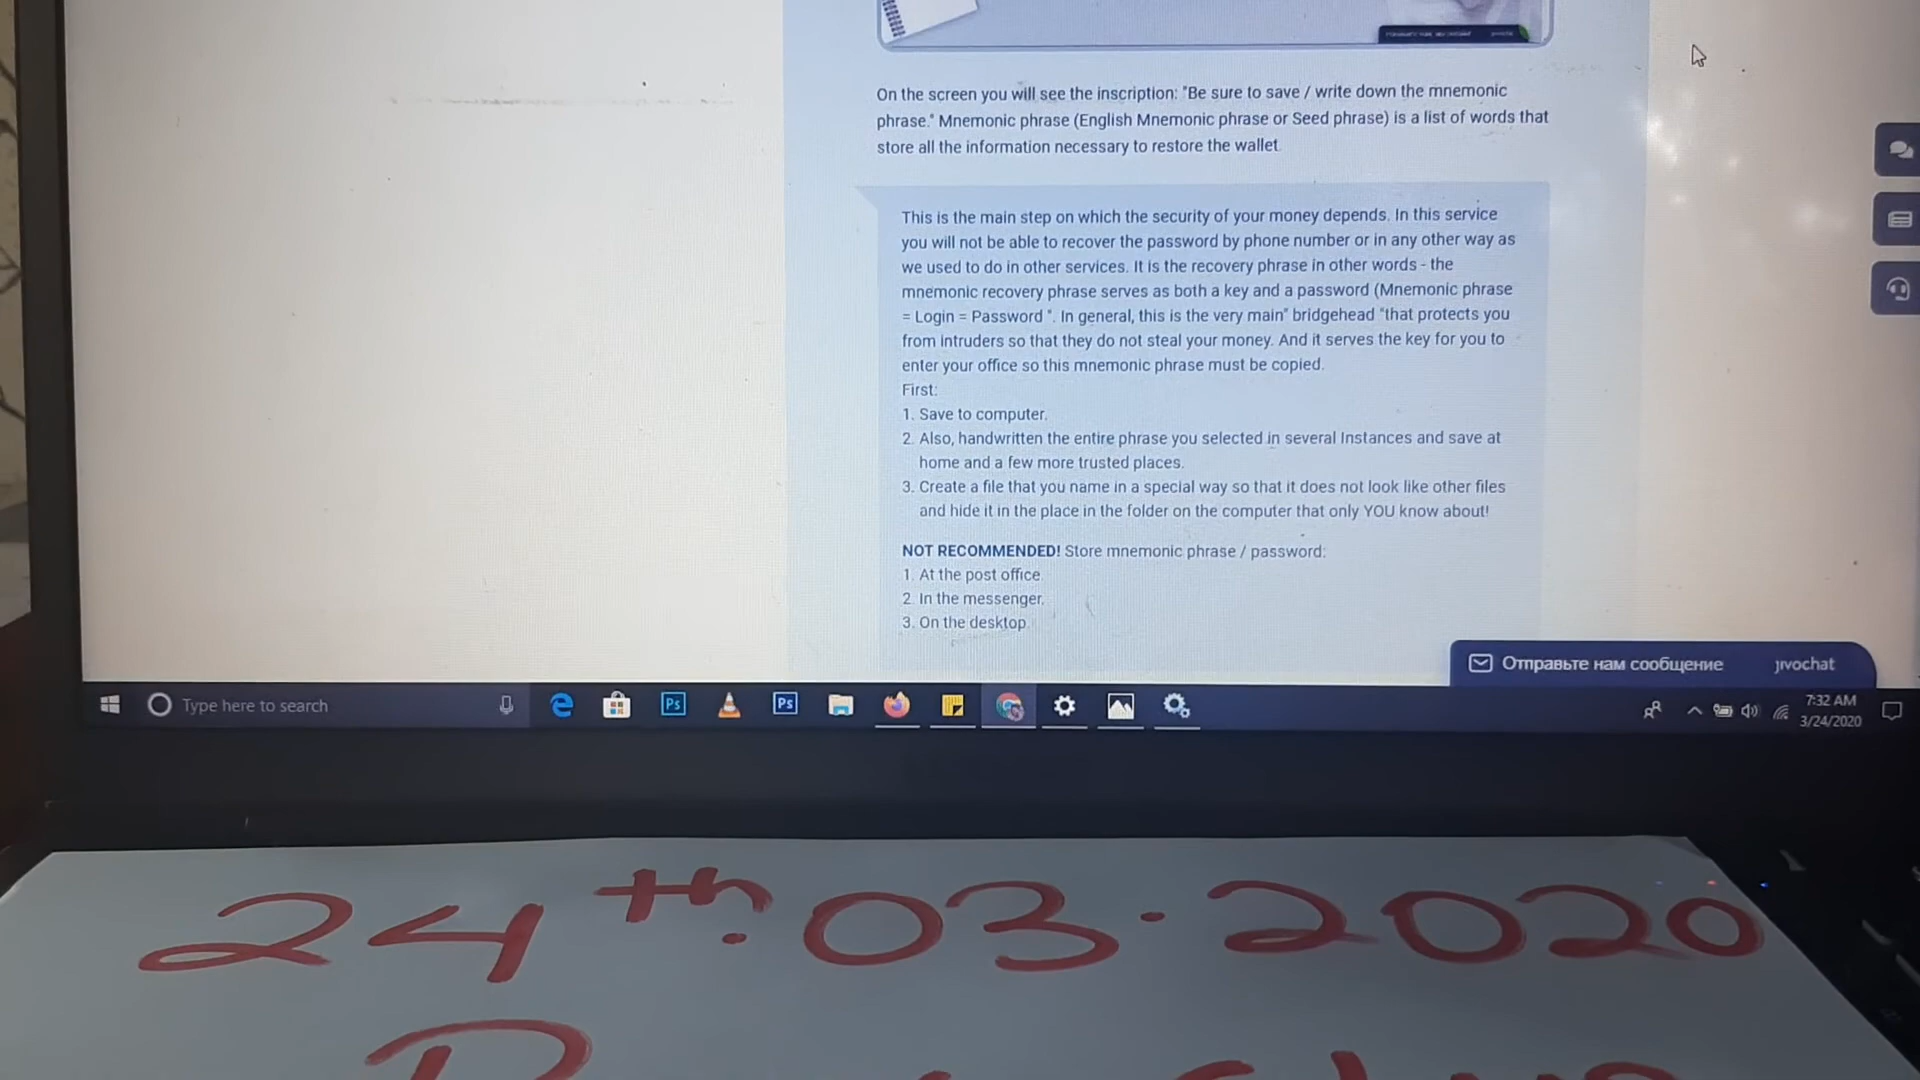 On the screen you will see the inscription: "Be sure to save / write down the mnemonic
phrase." Mnemonic phrase (English Mnemonic phrase or Seed phrase) is a list of words that
store all the information necessary to restore the wallet.
This is the main step on which the security of your money depends. In this service
you will not be able to recover the password by phone number or in any other way as
we used to do in other services. It is the recovery phrase in other words - the
mnemonic recovery phrase serves as both a key and a password (Mnemonic phrase
= Login = Password ". In general, this is the very main" bridgehead "that protects you
from intruders so that they do not steal your money. And it serves the key for you to
enter your office so this mnemonic phrase must be copied.
First:
1. Save to computer.
2. Also, handwritten the entire phrase you selected in several Instances and save at
home and a few more trusted places.
3. Create a file that you name in a special way so that it does not look like other files
and hide it in the place in the folder on the computer that only YOU know about!
NOT RECOMMENDED! Store mnemonic phrase / password:
1. At the post office.
2. In the messenger.
3. On the desktop.
Отправьте нам сообщение jivochat
Type here to search
Ps
Ps
7:32 AM
3/24/2020
24th. 03. 2020